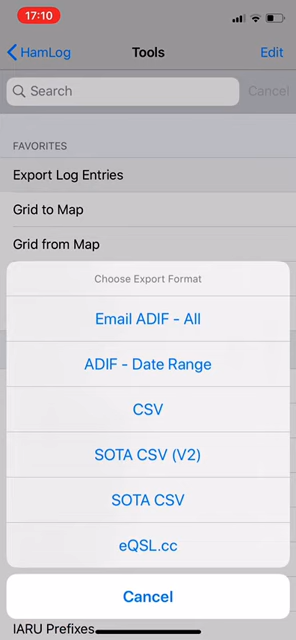 17:10
HamLog
Tools
Edit
Search
Cancel
FAVORITES
Export Log Entries
Grid to Map
Grid from Map
Choose Export Format
Email ADIF - All
ADIF - Date Range
CSV
SOTA CSV (V2)
SOTA CSV
eQSL.cc
Cancel
IARU Prefixes